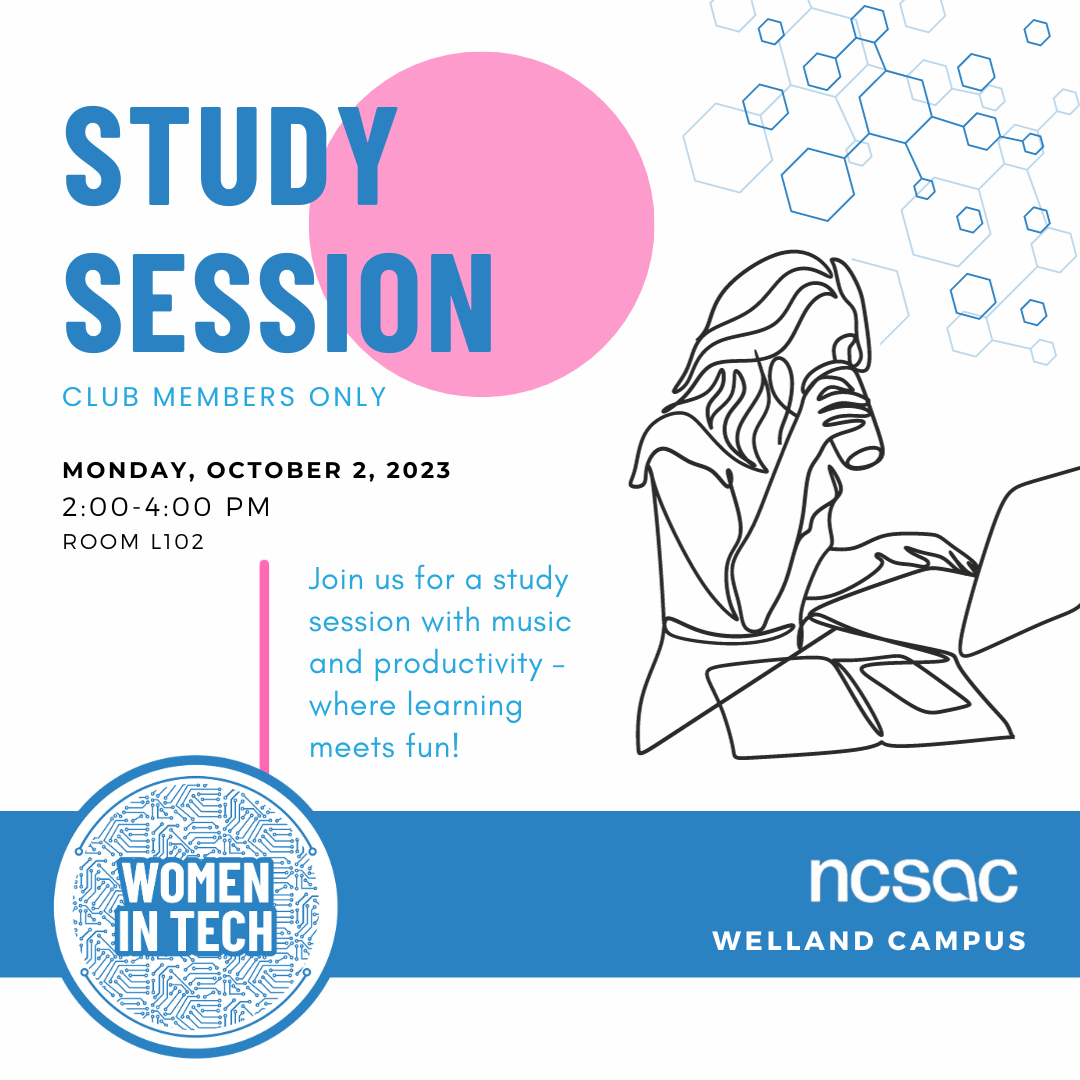 STUDY
SESSION
CLUB MEMBERS ONLY
MONDAY, OCTOBER 2, 2023
2:00-4:00 PM
ROOM L102
Join us for a study
session with music
and productivity –
where learning
meets fun!
WOMEN
IN TECH
ncsac
WELLAND CAMPUS